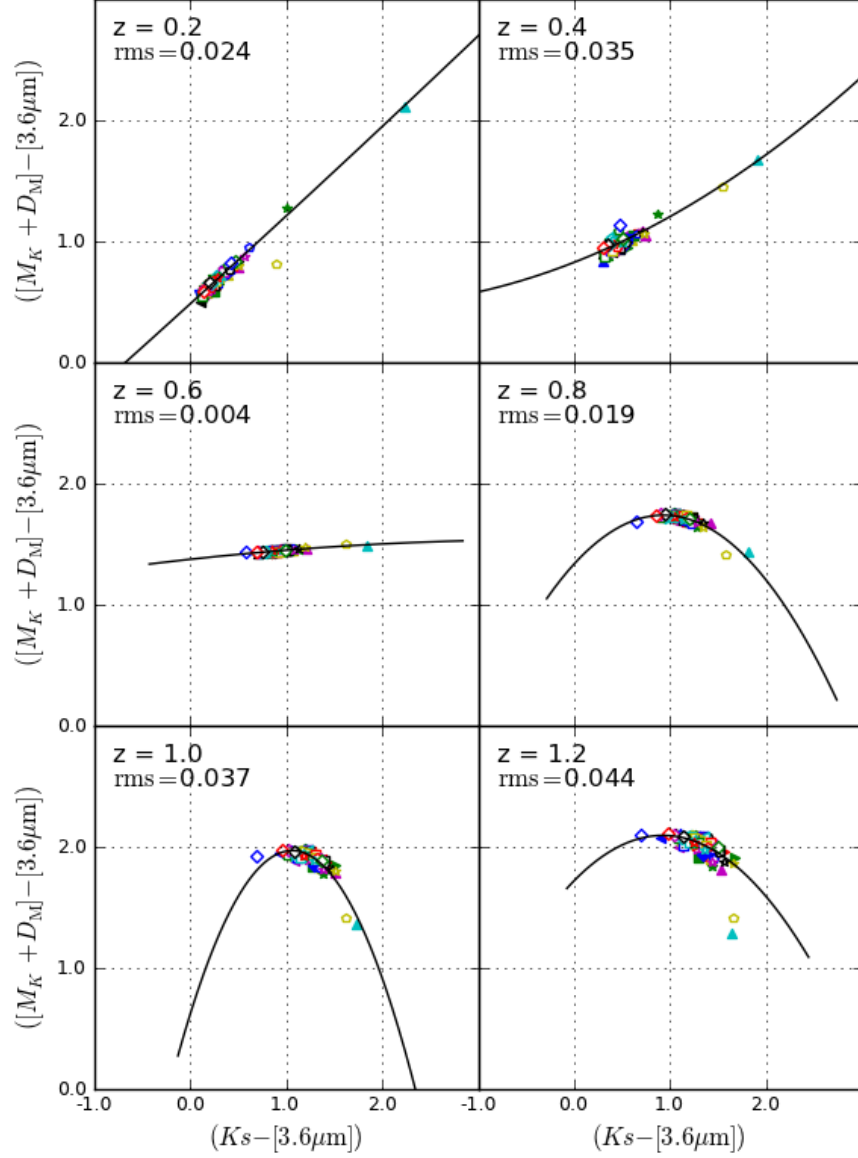 z = 0.2
rms=0.024
z = 0.4
rms=0.035
([M_K +D_M]−[3.6μm])
2.0
1.0
0.0
z = 0.6
rms=0.004
z = 0.8
rms=0.019
([M_K +D_M]−[3.6μm])
2.0
1.0
0.0
z = 1.0
rms=0.037
z = 1.2
rms=0.044
([M_K +D_M]−[3.6μm])
2.0
1.0
0.0
-1.0 0.0 1.0 2.0 -1.0 0.0 1.0 2.0
(Ks−[3.6μm]) (Ks−[3.6μm])